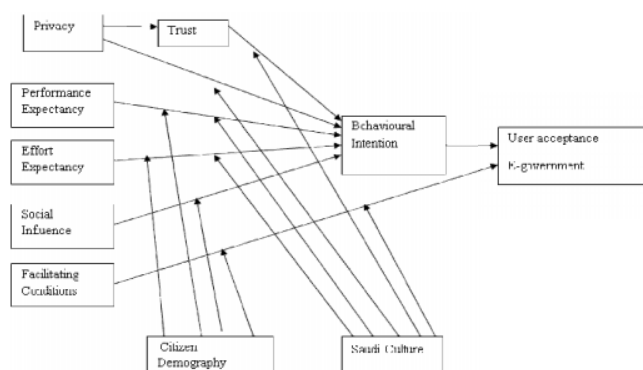 Privacy
Trust
Performance
Expectancy
Behavioural
Intention
User acceptance
E-government
Effort
Expectancy
Social
Infuence
Facilitating
Conditions
Citizen
Demography
Saudi Culture